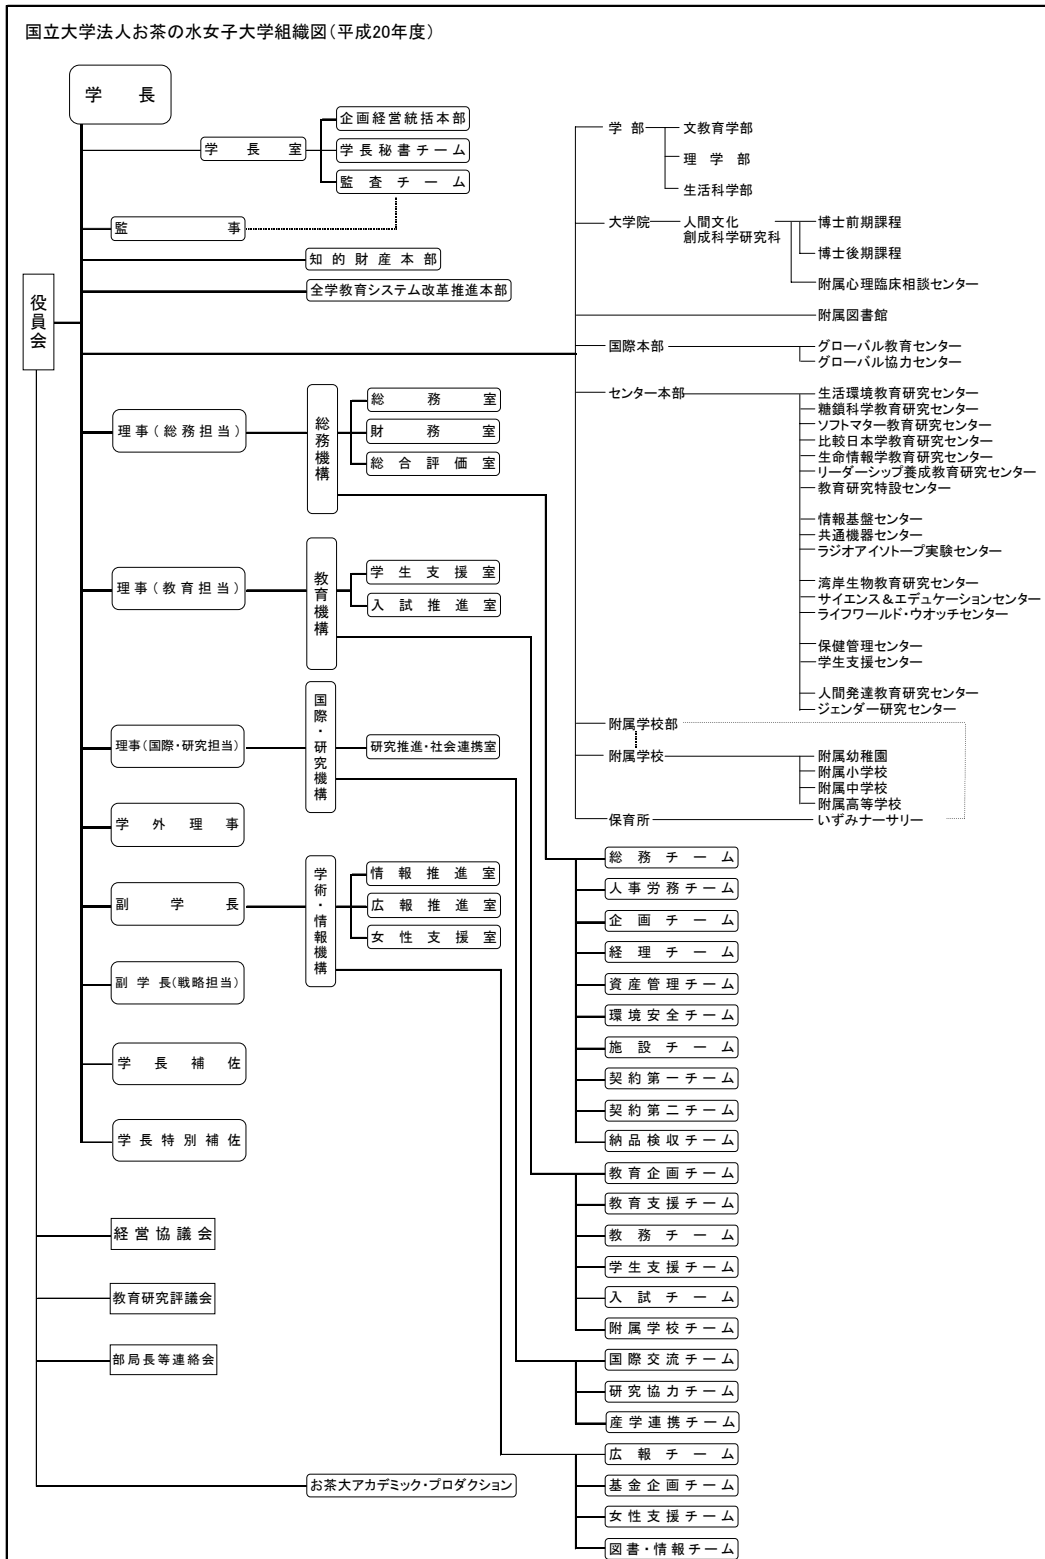 国立大学法人お茶の水女子大学組織図(平成20年度)
学長
学長室
企画経営統括本部
学長秘書チーム
監査チーム
監事
知的財産本部
全学教育システム改革推進本部
役員会
理事(総務担当)
総務機構
総務室
財務室
総合評価室
理事(教育担当)
教育機構
学生支援室
入試推進室
理事(国際・研究担当)
国際・研究機構
研究推進・社会連携室
学外理事
副学長
学術・情報機構
情報推進室
広報推進室
女性支援室
副学長(戦略担当)
学長補佐
学長特別補佐
経営協議会
教育研究評議会
部局長等連絡会
お茶大アカデミック・プロダクション
学部
文教育学部
理学部
生活科学部
大学院
人間文化
創成科学研究科
博士前期課程
博士後期課程
附属心理臨床相談センター
附属図書館
国際本部
グローバル教育センター
グローバル協力センター
センター本部
生活環境教育研究センター
糖鎖科学教育研究センター
ソフトマター教育研究センター
比較日本学教育研究センター
生命情報学教育研究センター
リーダーシップ養成教育研究センター
教育研究特設センター
情報基盤センター
共通機器センター
ラジオアイソトープ実験センター
湾岸生物教育研究センター
サイエンス&エデュケーションセンター
ライフワールド・ウオッチセンター
保健管理センター
学生支援センター
人間発達教育研究センター
ジェンダー研究センター
附属学校部
附属学校
附属幼稚園
附属小学校
附属中学校
附属高等学校
保育所
いずみナーサリー
総務チーム
人事労務チーム
企画チーム
経理チーム
資産管理チーム
環境安全チーム
施設チーム
契約第一チーム
契約第二チーム
納品検収チーム
教育企画チーム
教育支援チーム
教務チーム
学生支援チーム
入試チーム
附属学校チーム
国際交流チーム
研究協力チーム
産学連携チーム
広報チーム
基金企画チーム
女性支援チーム
図書・情報チーム